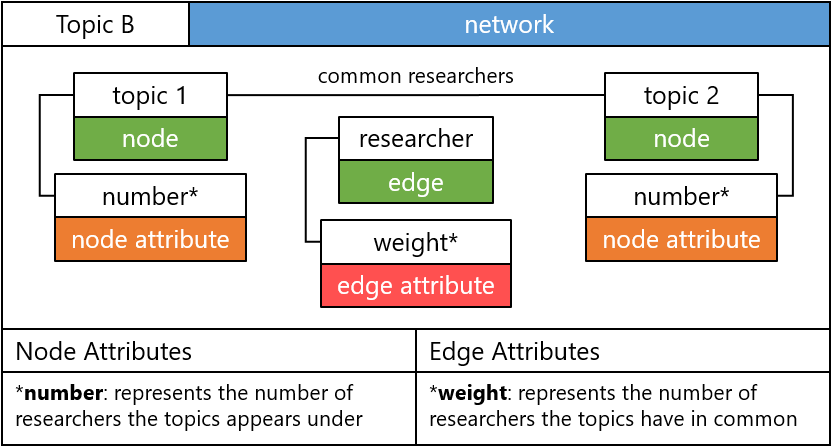 Topic B
network
common researchers
topic 1
node
topic 2
node
researcher
edge
number*
node attribute
number*
node attribute
weight*
edge attribute
Node Attributes
*number: represents the number of
researchers the topics appears under
Edge Attributes
*weight: represents the number of
researchers the topics have in common